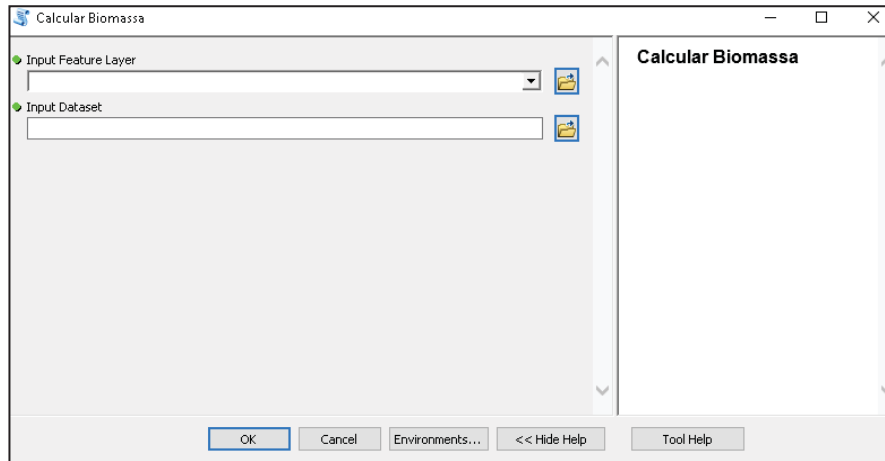 Calcular Biomassa
Input Feature Layer
Input Dataset
Calcular Biomassa
OK
Cancel
Environments...
<< Hide Help
Tool Help